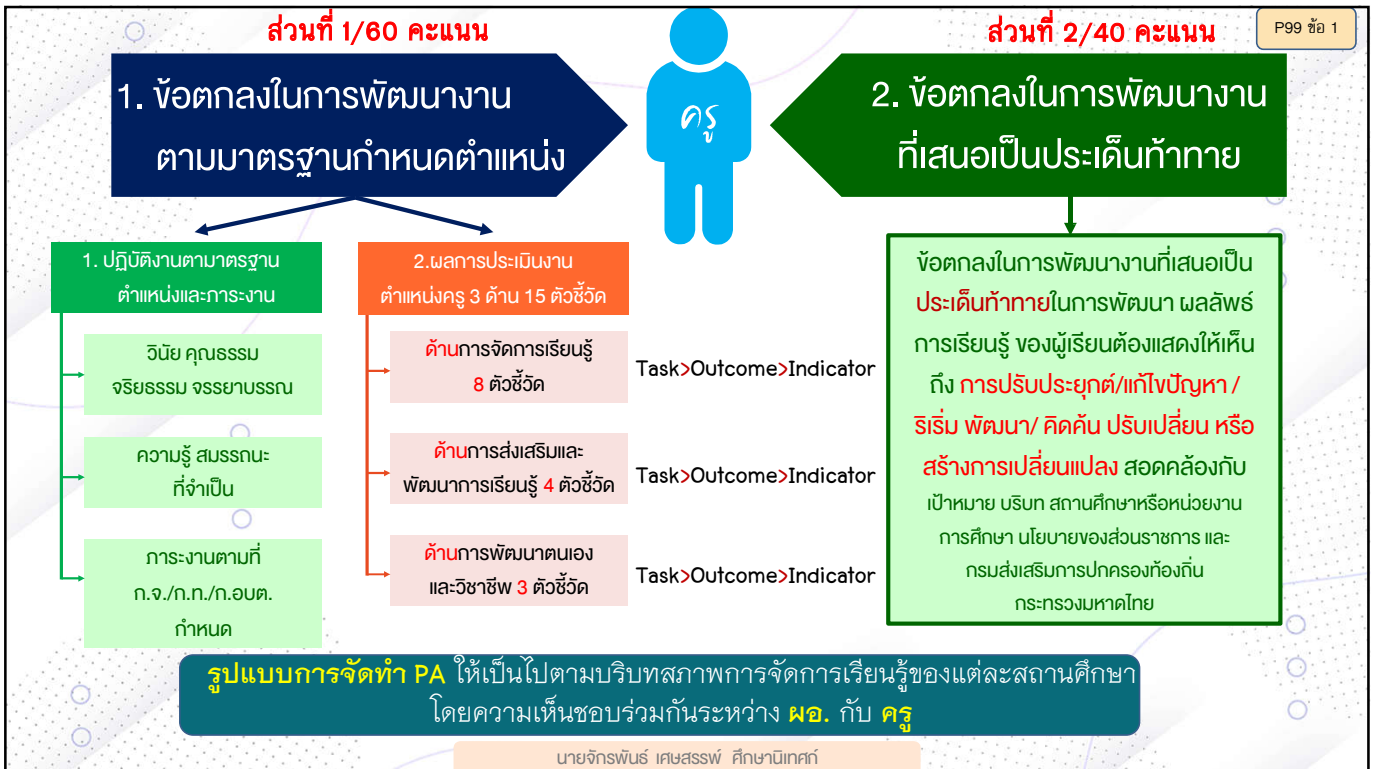 ส่วนที่ 1/60 คะแนน
1. ข้อตกลงในการพัฒนางาน
ตามมาตรฐานกำหนดตำแหน่ง
ครู
ส่วนที่ 2/40 คะแนน
P99 ข้อ 1
2. ข้อตกลงในการพัฒนางาน
ที่เสนอเป็นประเด็นท้าทาย
1. ปฏิบัติงานตามาตรฐาน
ตำแหน่งและภาระงาน
วินัย คุณธรรม
จริยธรรม จรรยาบรรณ
ความรู้ สมรรถนะ
ที่จำเป็น
ภาระงานตามที่
ก.จ./ก.ท./ก.อบต.
กำหนด
2.ผลการประเมินงาน
ตำแหน่งครู 3 ด้าน 15 ตัวชี้วัด
ด้านการจัดการเรียนรู้
8 ตัวชี้วัด
Task>Outcome>Indicator
ด้านการส่งเสริมและ
พัฒนาการเรียนรู้ 4 ตัวชี้วัด
Task>Outcome>Indicator
ด้านการพัฒนาตนเอง
และวิชาชีพ 3 ตัวชี้วัด
Task>Outcome>Indicator
ข้อตกลงในการพัฒนางานที่เสนอเป็น
ประเด็นท้าทายในการพัฒนา ผลลัพธ์
การเรียนรู้ ของผู้เรียนต้องแสดงให้เห็น
ถึง การปรับประยุกต์/แก้ไขปัญหา /
ริเริ่ม พัฒนา/ คิดค้น ปรับเปลี่ยน หรือ
สร้างการเปลี่ยนแปลง สอดคล้องกับ
เป้าหมาย บริบท สถานศึกษาหรือหน่วยงาน
การศึกษา นโยบายของส่วนราชการ และ
กรมส่งเสริมการปกครองท้องถิ่น
กระทรวงมหาดไทย
รูปแบบการจัดทำ PA ให้เป็นไปตามบริบทสภาพการจัดการเรียนรู้ของแต่ละสถานศึกษา
โดยความเห็นชอบร่วมกันระหว่าง ผอ. กับ ครู
นายจักรพันธ์ เศษสรรพ์ ศึกษานิเทศก์